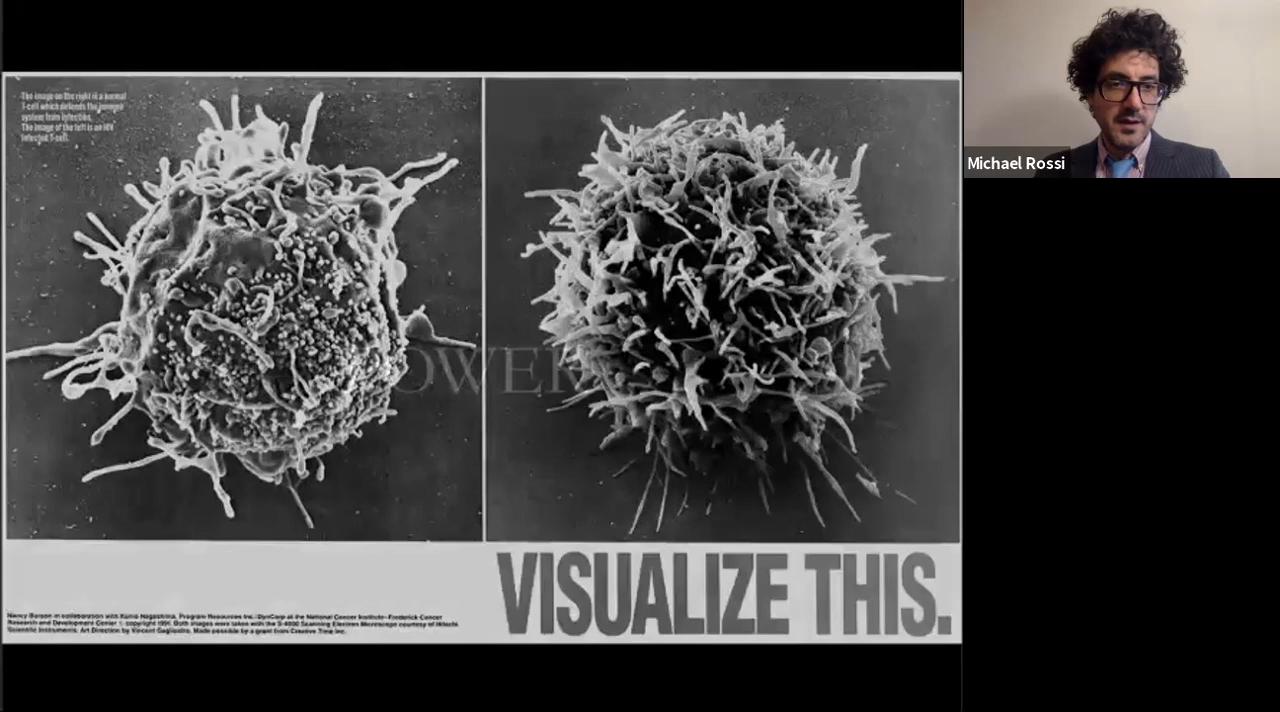 The image on the right is a normal
T-cell which defends the immune
system from infection.
The image of the left is an HIV
infected T-cell.
OWER
VISUALIZE THIS.
Nancy Burson in collaboration with Kunio Nagashima, Program Resources Inc./DynCorp at the National Cancer Institute-Frederick Cancer
Research and Development Center © copyright 1991. Both images were taken with the S-4000 Scanning Electron Microscope courtesy of Hitachi
Scientific Instruments. Art Direction by Vincent Gagliostro. Made possible by a grant from Creative Time Inc.
Michael Rossi